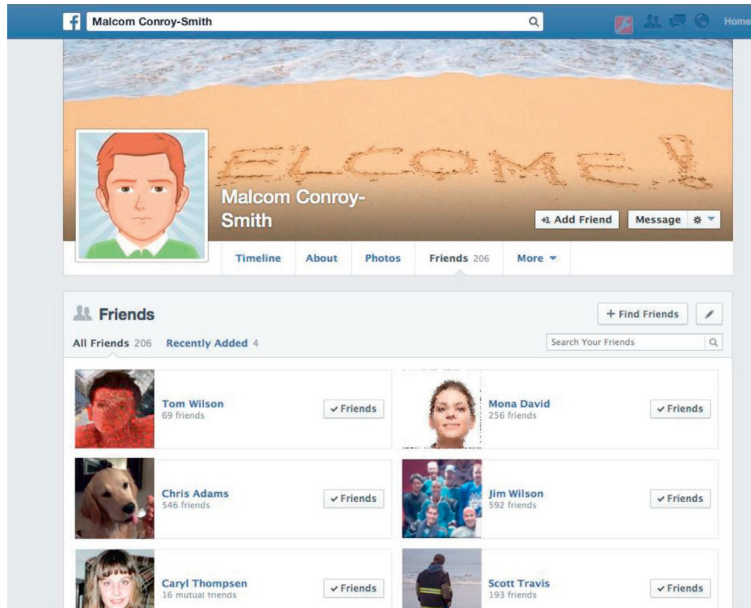 f Malcom Conroy-Smith
Home
WELCOME!
Malcom Conroy-
Smith
Add Friend Message
Timeline About Photos Friends 206 More
Friends
+ Find Friends
All Friends 206 Recently Added 4
Search Your Friends
Tom Wilson
69 friends
Friends
Mona David
256 friends
Friends
Chris Adams
546 friends
Friends
Jim Wilson
592 friends
Friends
Caryl Thompsen
16 mutual friends
Friends
Scott Travis
193 friends
Friends